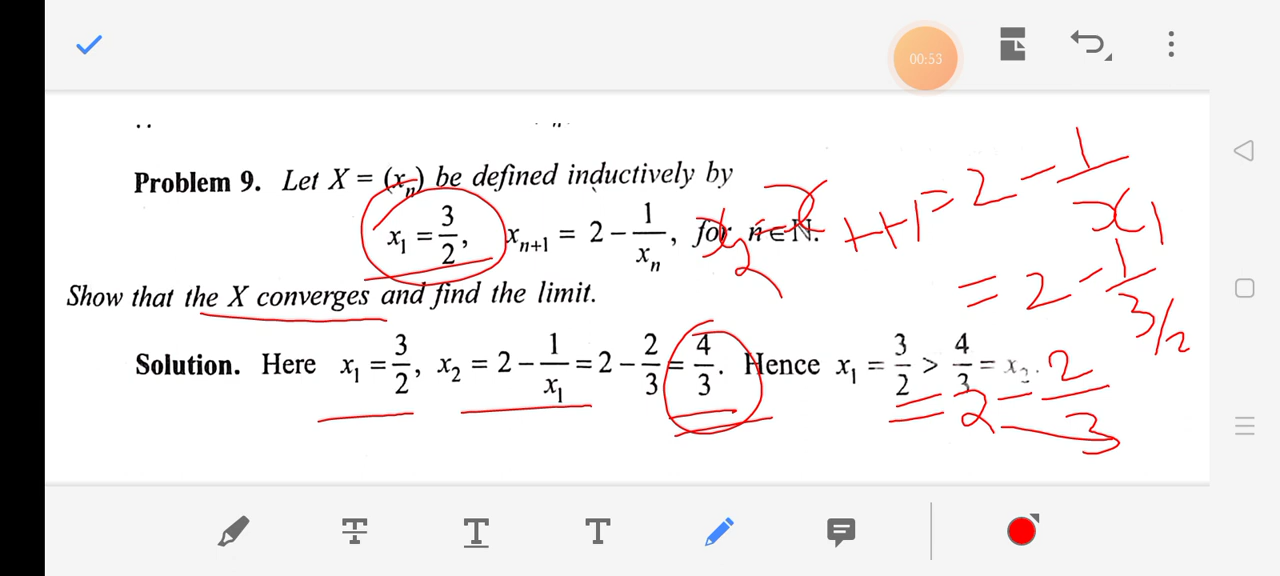 00:53
Problem 9. Let X = (xₙ) be defined inductively by
x₁ = 3/2, xₙ₊₁ = 2 − 1/xₙ, for n ∈ N.
Show that the X converges and find the limit.
Solution. Here x₁ = 3/2, x₂ = 2 − 1/x₁ = 2 − 2/3 = 4/3. Hence x₁ = 3/2 > 4/3 = x₂.
x₂ = x 1+1 = 2 − 1/x₁
= 2 − 1/3/2
= 2 − 2/3
T T T